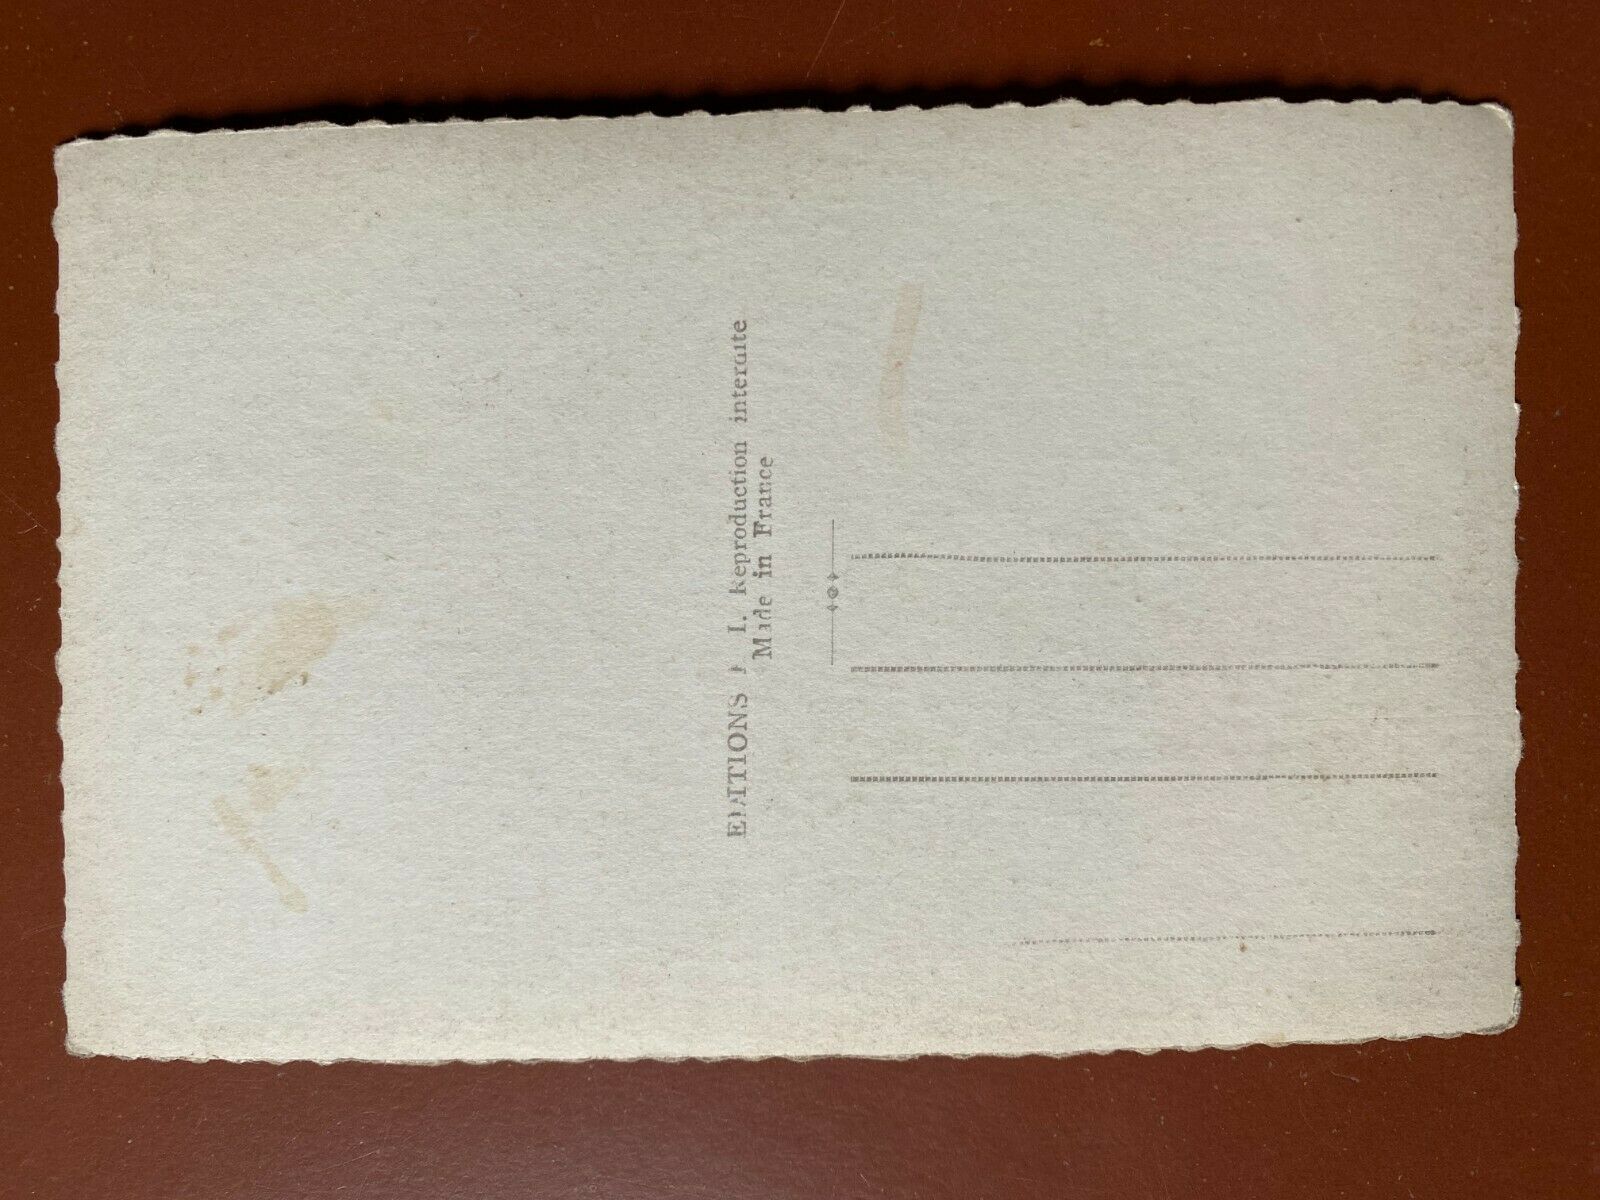 EDITIONS I. Reproduction interdite
Made in France